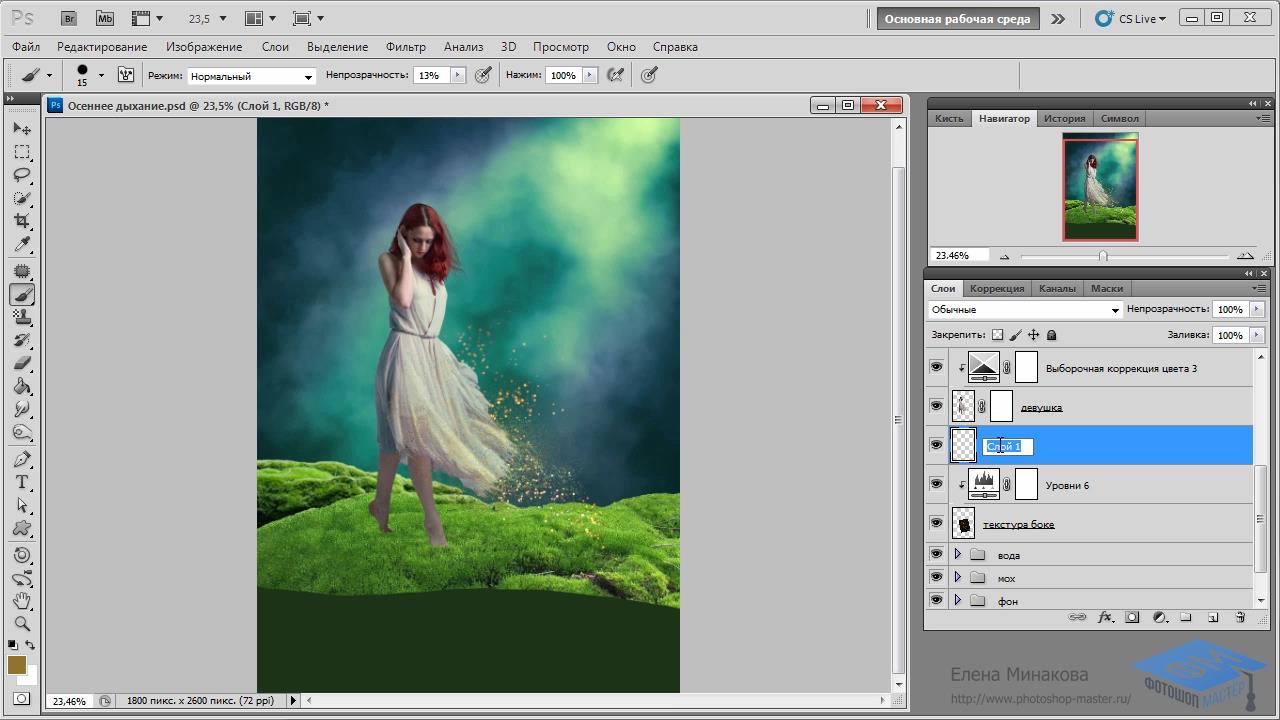 Ps Br Mb 23,5 Основная рабочая среда CS Live
Файл Редактирование Изображение Слои Выделение Фильтр Анализ 3D Просмотр Окно Справка
15 Режим: Нормальный Непрозрачность: 13% Нажим: 100%
Ps Осеннее дыхание.psd @ 23,5% (Слой 1, RGB/8) *
Кисть Навигатор История Символ
23.46%
Слои Коррекция Каналы Маски
Обычные Непрозрачность: 100%
Закрепить: Заливка: 100%
Выборочная коррекция цвета 3
девушка
Слой 1
Уровни 6
текстура боке
вода
мох
фон
fx
T
23,46% 1800 пикс. x 2600 пикс. (72 ppi)
Елена Минакова
http://www.photoshop-master.ru/
ФОТОШОП МАСТЕР